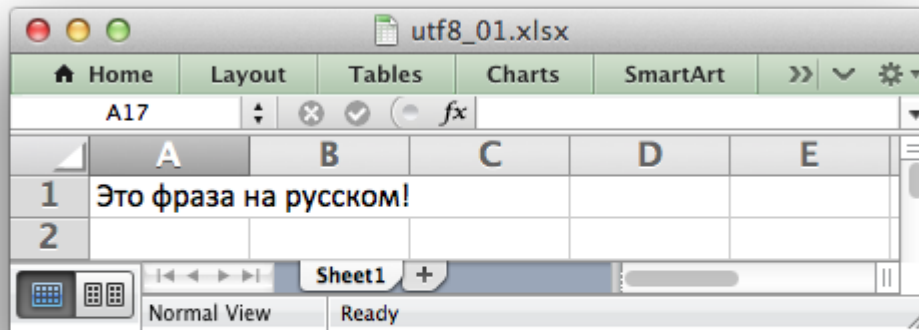 utf8_01.xlsx
Home Layout Tables Charts SmartArt
A17 fx
A B C D E
1 Это фраза на русском!
2
Sheet1 +
Normal View Ready